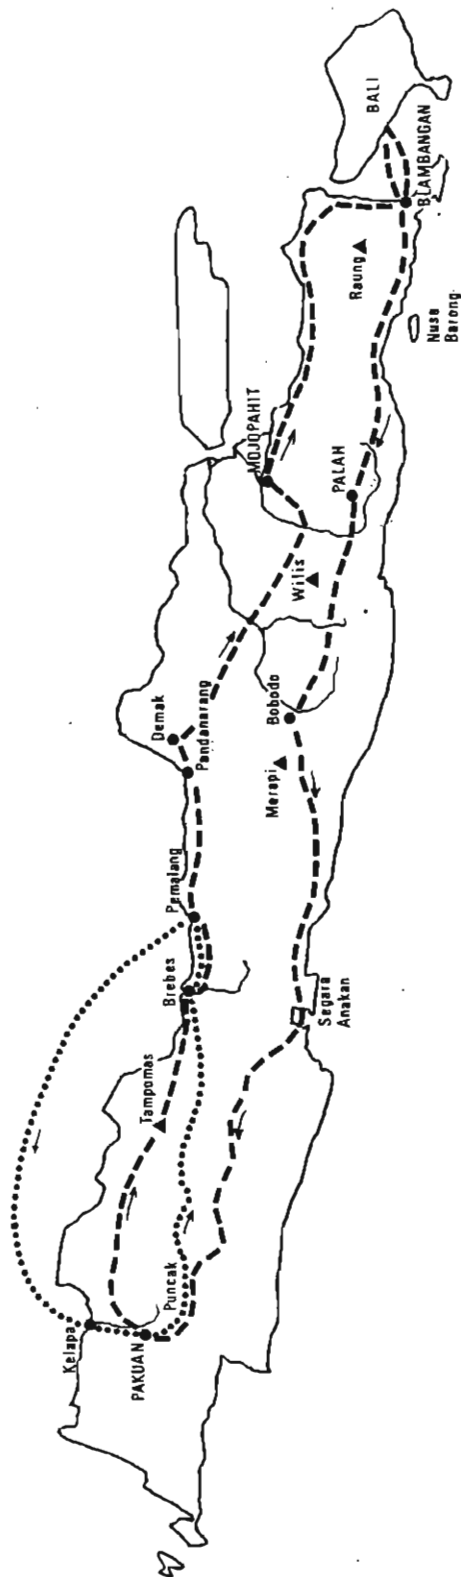 Kelapa
PAKUAN
Puncak
Tampomas
Brebes
Pemalang
Segara
Anakan
Pandanarang
Demak
Merapi
Bobodo
Wilis
MOJOPAHIT
PALAH
Raung
Nusa
Barong
BLAMBANGAN
BALI